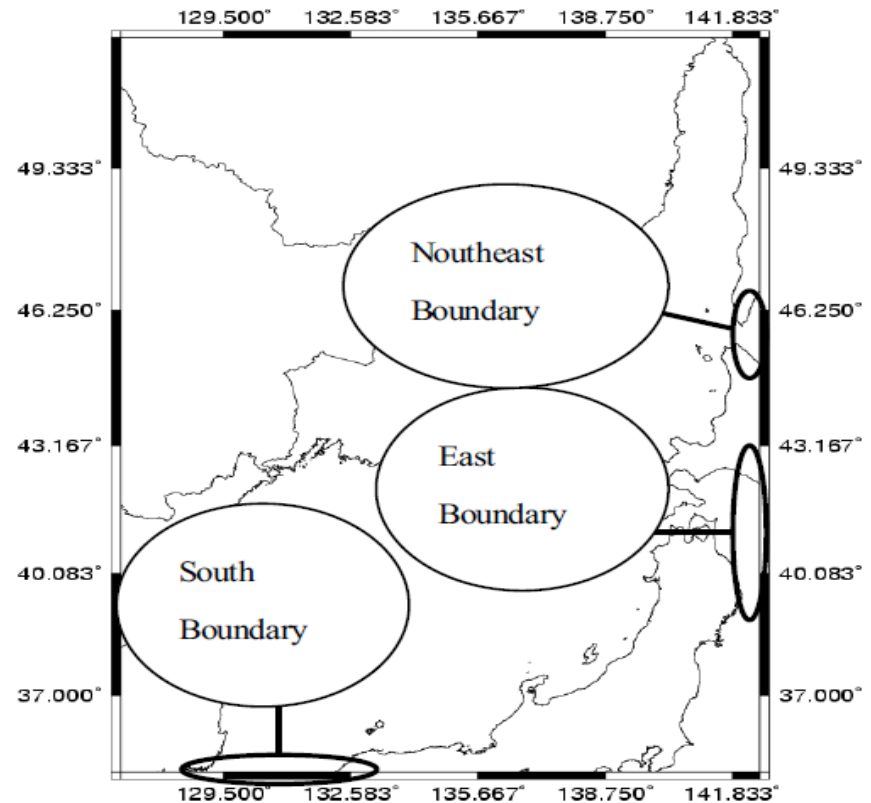 129.500° 132.583° 135.667° 138.750° 141.833°
49.333° 49.333°
Noutheast
Boundary
46.250° 46.250°
43.167° 43.167°
East
Boundary
40.083° 40.083°
South
Boundary
37.000° 37.000°
129.500° 132.583° 135.667° 138.750° 141.833°